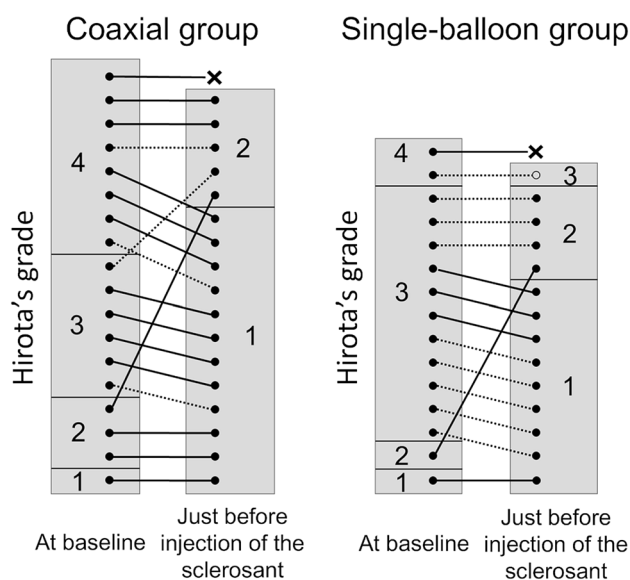 Coaxial group
Single-balloon group
Hirota's grade
4
3
2
1
2
1
At baseline
Just before
injection of the
sclerosant
Hirota's grade
4
3
2
1
3
2
1
At baseline
Just before
injection of the
sclerosant